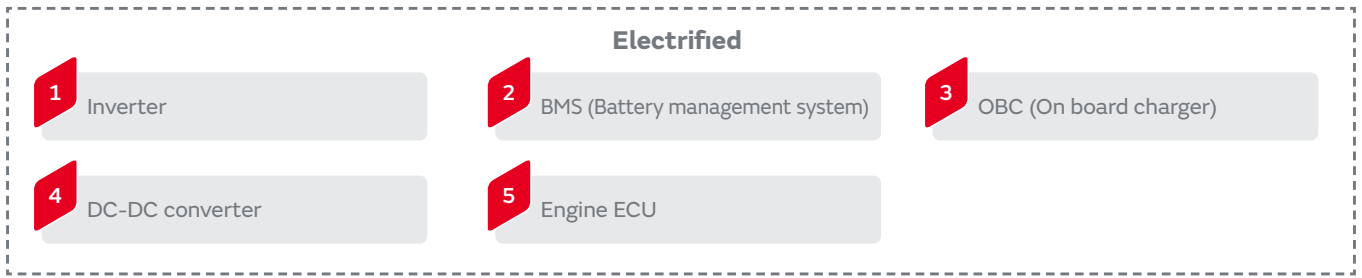 Electrified
1
Inverter
2
BMS (Battery management system)
3
OBC (On board charger)
4
DC-DC converter
5
Engine ECU